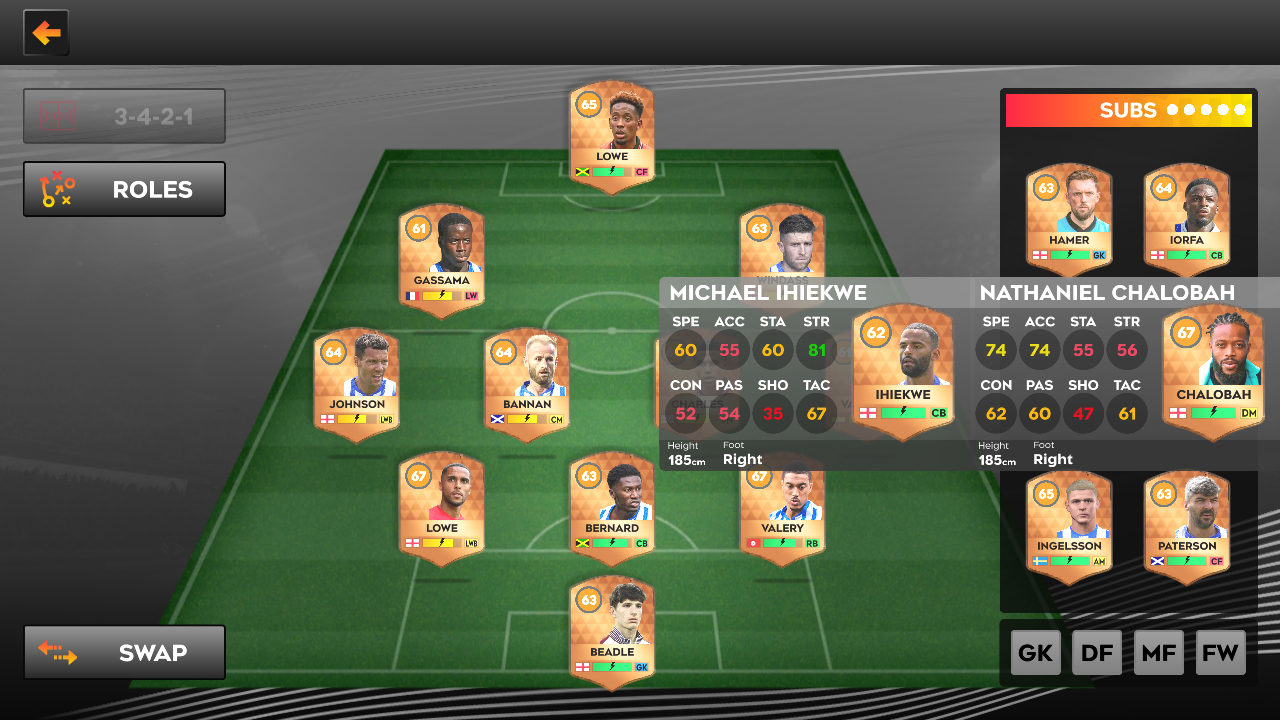 3-4-2-1
ROLES
SWAP
65
LOWE
CF
61
GASSAMA
LW
63
WINDASS
64
JOHNSON
LWB
64
BANNAN
CM
CHARLES
67
LOWE
LWB
63
BERNARD
CB
67
VALERY
RB
63
BEADLE
GK
SUBS
63
HAMER
GK
64
IORFA
CB
MICHAEL IHIEKWE
SPE ACC STA STR
60 55 60 81
CON PAS SHO TAC
52 54 35 67
Height Foot
185cm Right
62
IHIEKWE
CB
NATHANIEL CHALOBAH
SPE ACC STA STR
74 74 55 56
CON PAS SHO TAC
62 60 47 61
Height Foot
185cm Right
67
CHALOBAH
DM
65
INGELSSON
AM
63
PATERSON
CF
GK DF MF FW